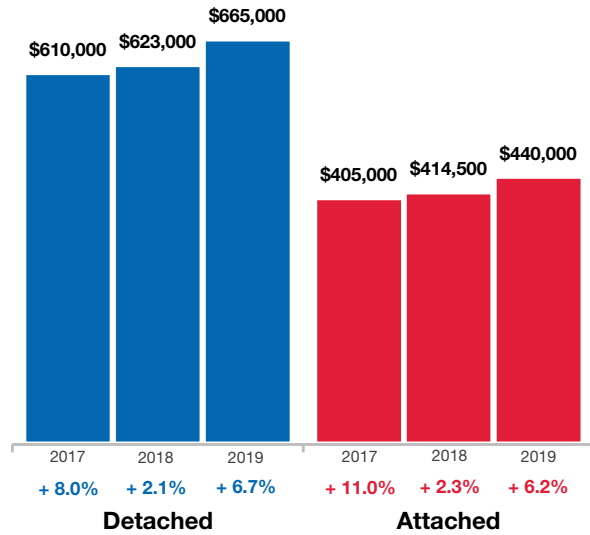 $610,000 $623,000 $665,000
$405,000 $414,500 $440,000
2017 2018 2019 2017 2018 2019
+ 8.0% + 2.1% + 6.7% + 11.0% + 2.3% + 6.2%
Detached Attached